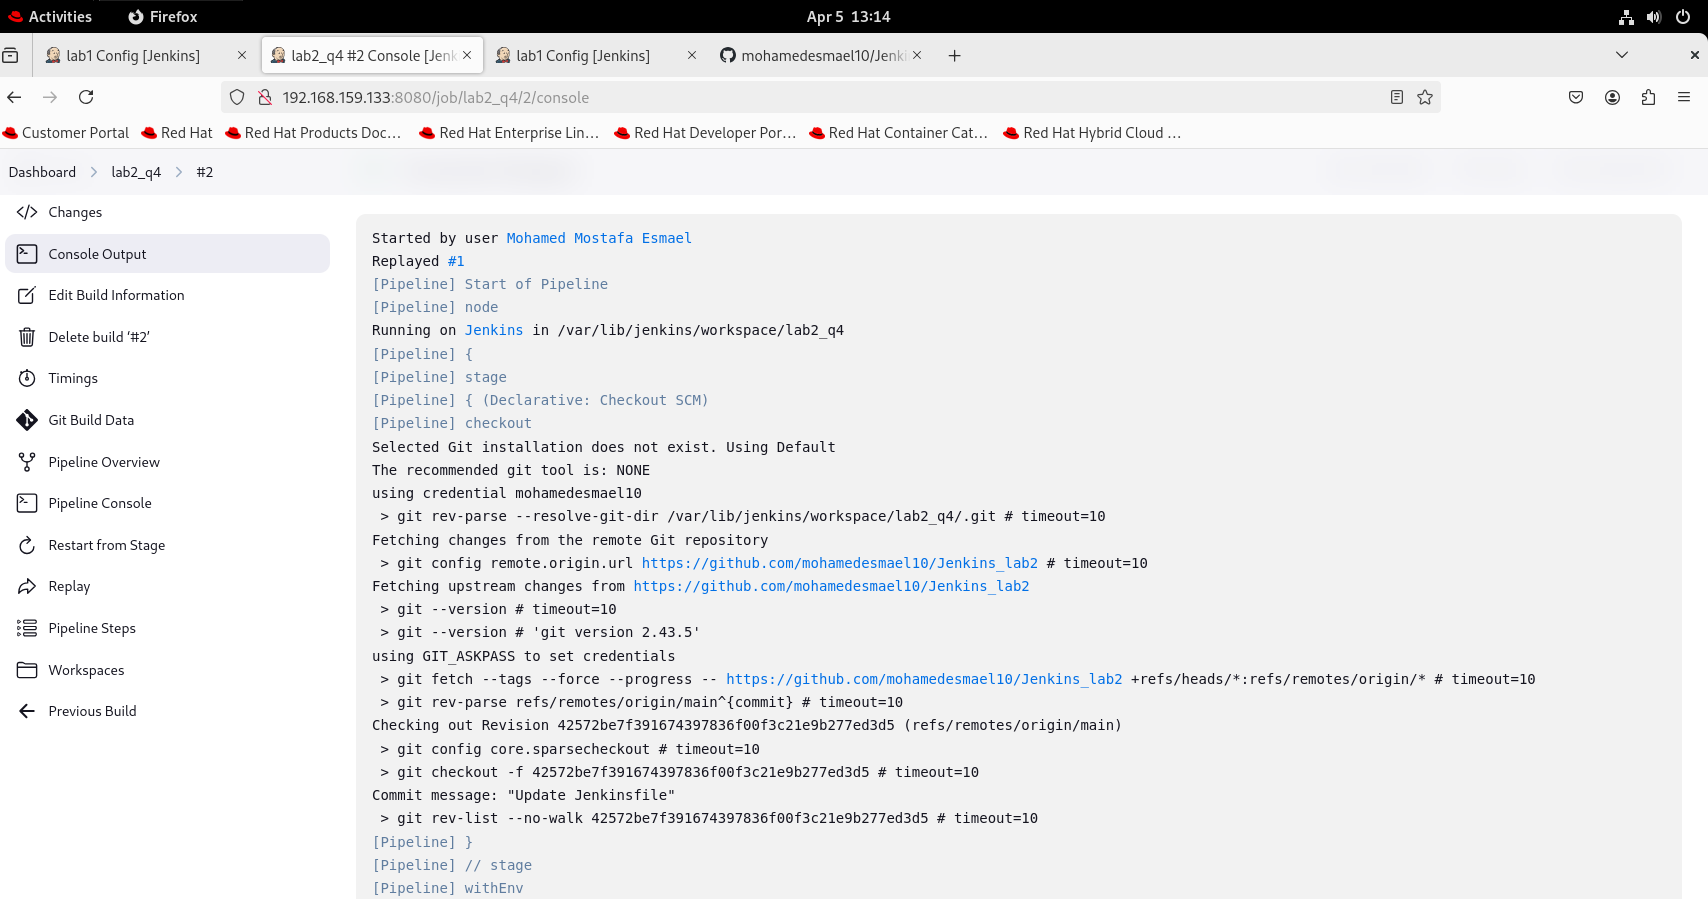 Activities
Firefox
Apr 5 13:14
lab1 Config [Jenkins]
lab2_q4 #2 Console [Jenk
lab1 Config [Jenkins]
mohamedesmael10/Jenki
192.168.159.133:8080/job/lab2_q4/2/console
Customer Portal
Red Hat
Red Hat Products Doc…
Red Hat Enterprise Lin…
Red Hat Developer Por…
Red Hat Container Cat…
Red Hat Hybrid Cloud …
Dashboard > lab2_q4 > #2
Changes
Console Output
Edit Build Information
Delete build ‘#2’
Timings
Git Build Data
Pipeline Overview
Pipeline Console
Restart from Stage
Replay
Pipeline Steps
Workspaces
Previous Build
Started by user Mohamed Mostafa Esmael
Replayed #1
[Pipeline] Start of Pipeline
[Pipeline] node
Running on Jenkins in /var/lib/jenkins/workspace/lab2_q4
[Pipeline] {
[Pipeline] stage
[Pipeline] { (Declarative: Checkout SCM)
[Pipeline] checkout
Selected Git installation does not exist. Using Default
The recommended git tool is: NONE
using credential mohamedesmael10
> git rev-parse --resolve-git-dir /var/lib/jenkins/workspace/lab2_q4/.git # timeout=10
Fetching changes from the remote Git repository
> git config remote.origin.url https://github.com/mohamedesmael10/Jenkins_lab2 # timeout=10
Fetching upstream changes from https://github.com/mohamedesmael10/Jenkins_lab2
> git --version # timeout=10
> git --version # 'git version 2.43.5'
using GIT_ASKPASS to set credentials
> git fetch --tags --force --progress -- https://github.com/mohamedesmael10/Jenkins_lab2 +refs/heads/*:refs/remotes/origin/* # timeout=10
> git rev-parse refs/remotes/origin/main^{commit} # timeout=10
Checking out Revision 42572be7f391674397836f00f3c21e9b277ed3d5 (refs/remotes/origin/main)
> git config core.sparsecheckout # timeout=10
> git checkout -f 42572be7f391674397836f00f3c21e9b277ed3d5 # timeout=10
Commit message: "Update Jenkinsfile"
> git rev-list --no-walk 42572be7f391674397836f00f3c21e9b277ed3d5 # timeout=10
[Pipeline] }
[Pipeline] // stage
[Pipeline] withEnv